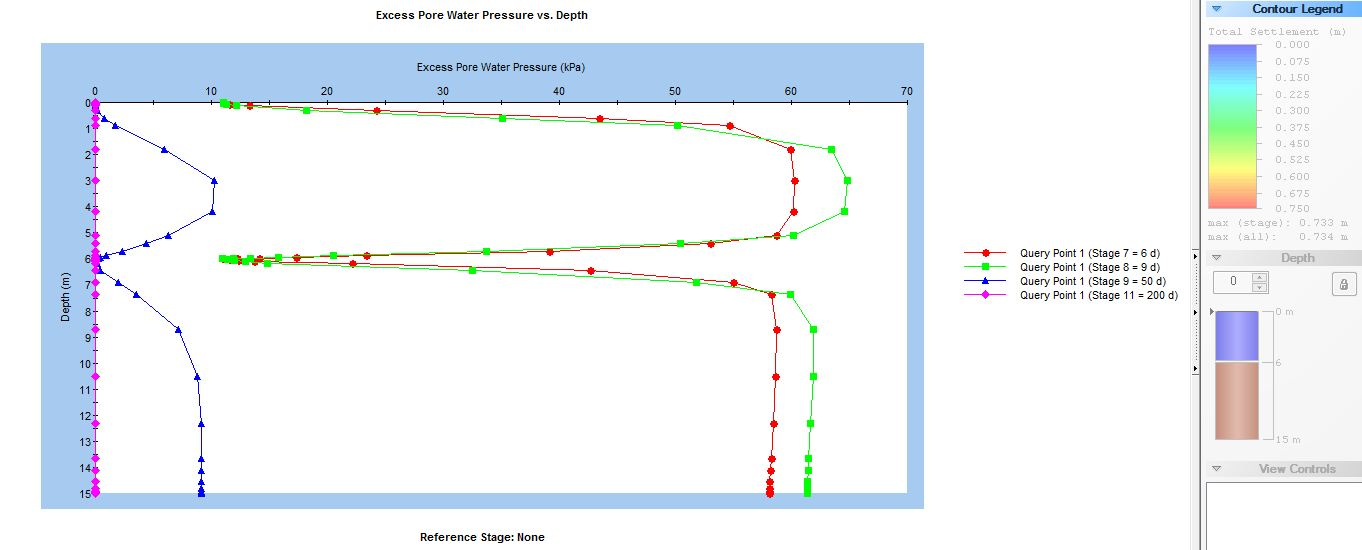 Excess Pore Water Pressure vs. Depth
Excess Pore Water Pressure (kPa)
0 10 20 30 40 50 60 70
0
1
2
3
4
5
6
7
8
9
10
11
12
13
14
15
Depth (m)
Query Point 1 (Stage 7 = 6 d)
Query Point 1 (Stage 8 = 9 d)
Query Point 1 (Stage 9 = 50 d)
Query Point 1 (Stage 11 = 200 d)
Reference Stage: None
Contour Legend
Total Settlement (m)
0.000
0.075
0.150
0.225
0.300
0.375
0.450
0.525
0.600
0.675
0.750
max (stage): 0.733 m
max (all): 0.734 m
Depth
0
0 m
6
15 m
View Controls